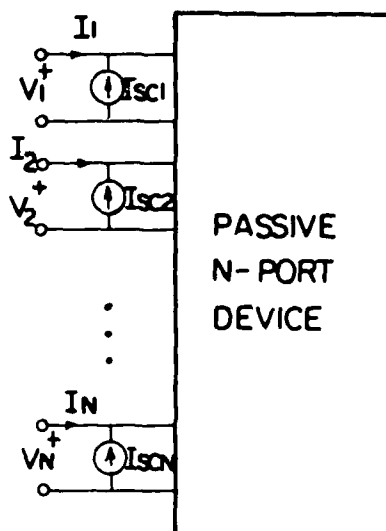 I1
V1
+
ISC1
I2
V2
+
ISC2
PASSIVE
N-PORT
DEVICE
IN
VN
+
ISCN